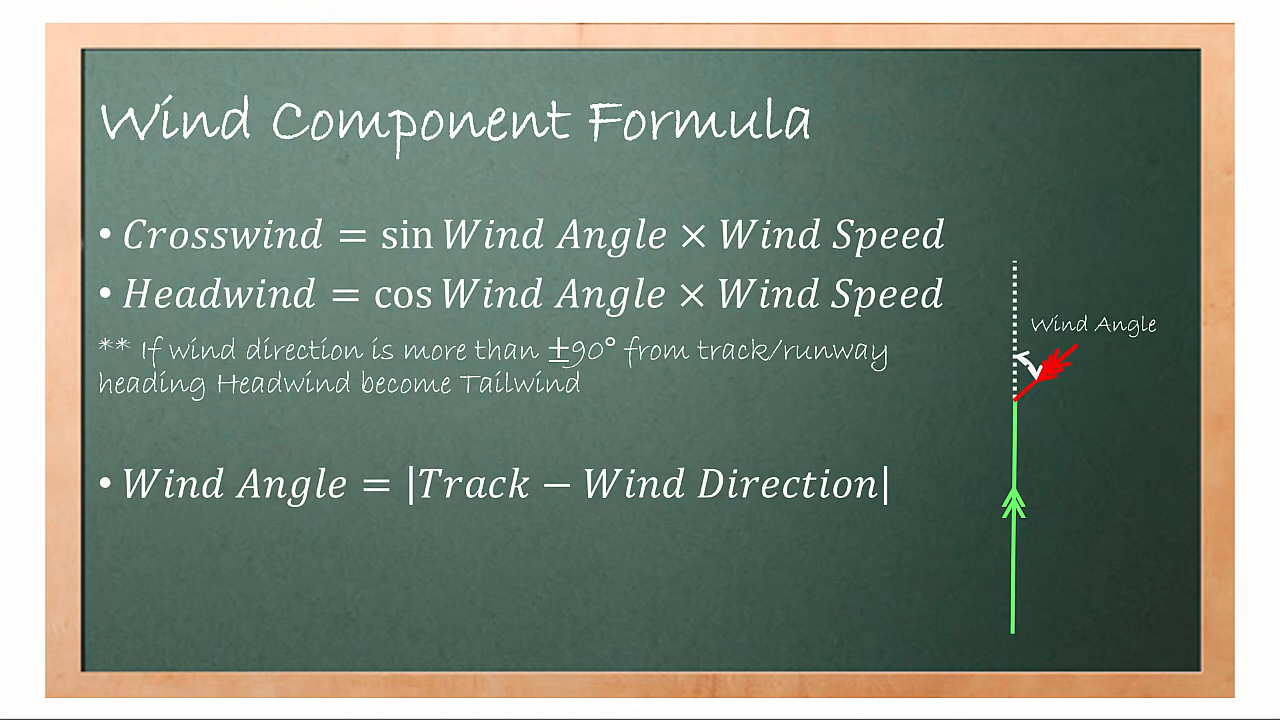 Wind Component Formula
• Crosswind = sin Wind Angle × Wind Speed
• Headwind = cos Wind Angle × Wind Speed
** If wind direction is more than ±90° from track/runway
heading Headwind become Tailwind
Wind Angle
• Wind Angle = |Track − Wind Direction|